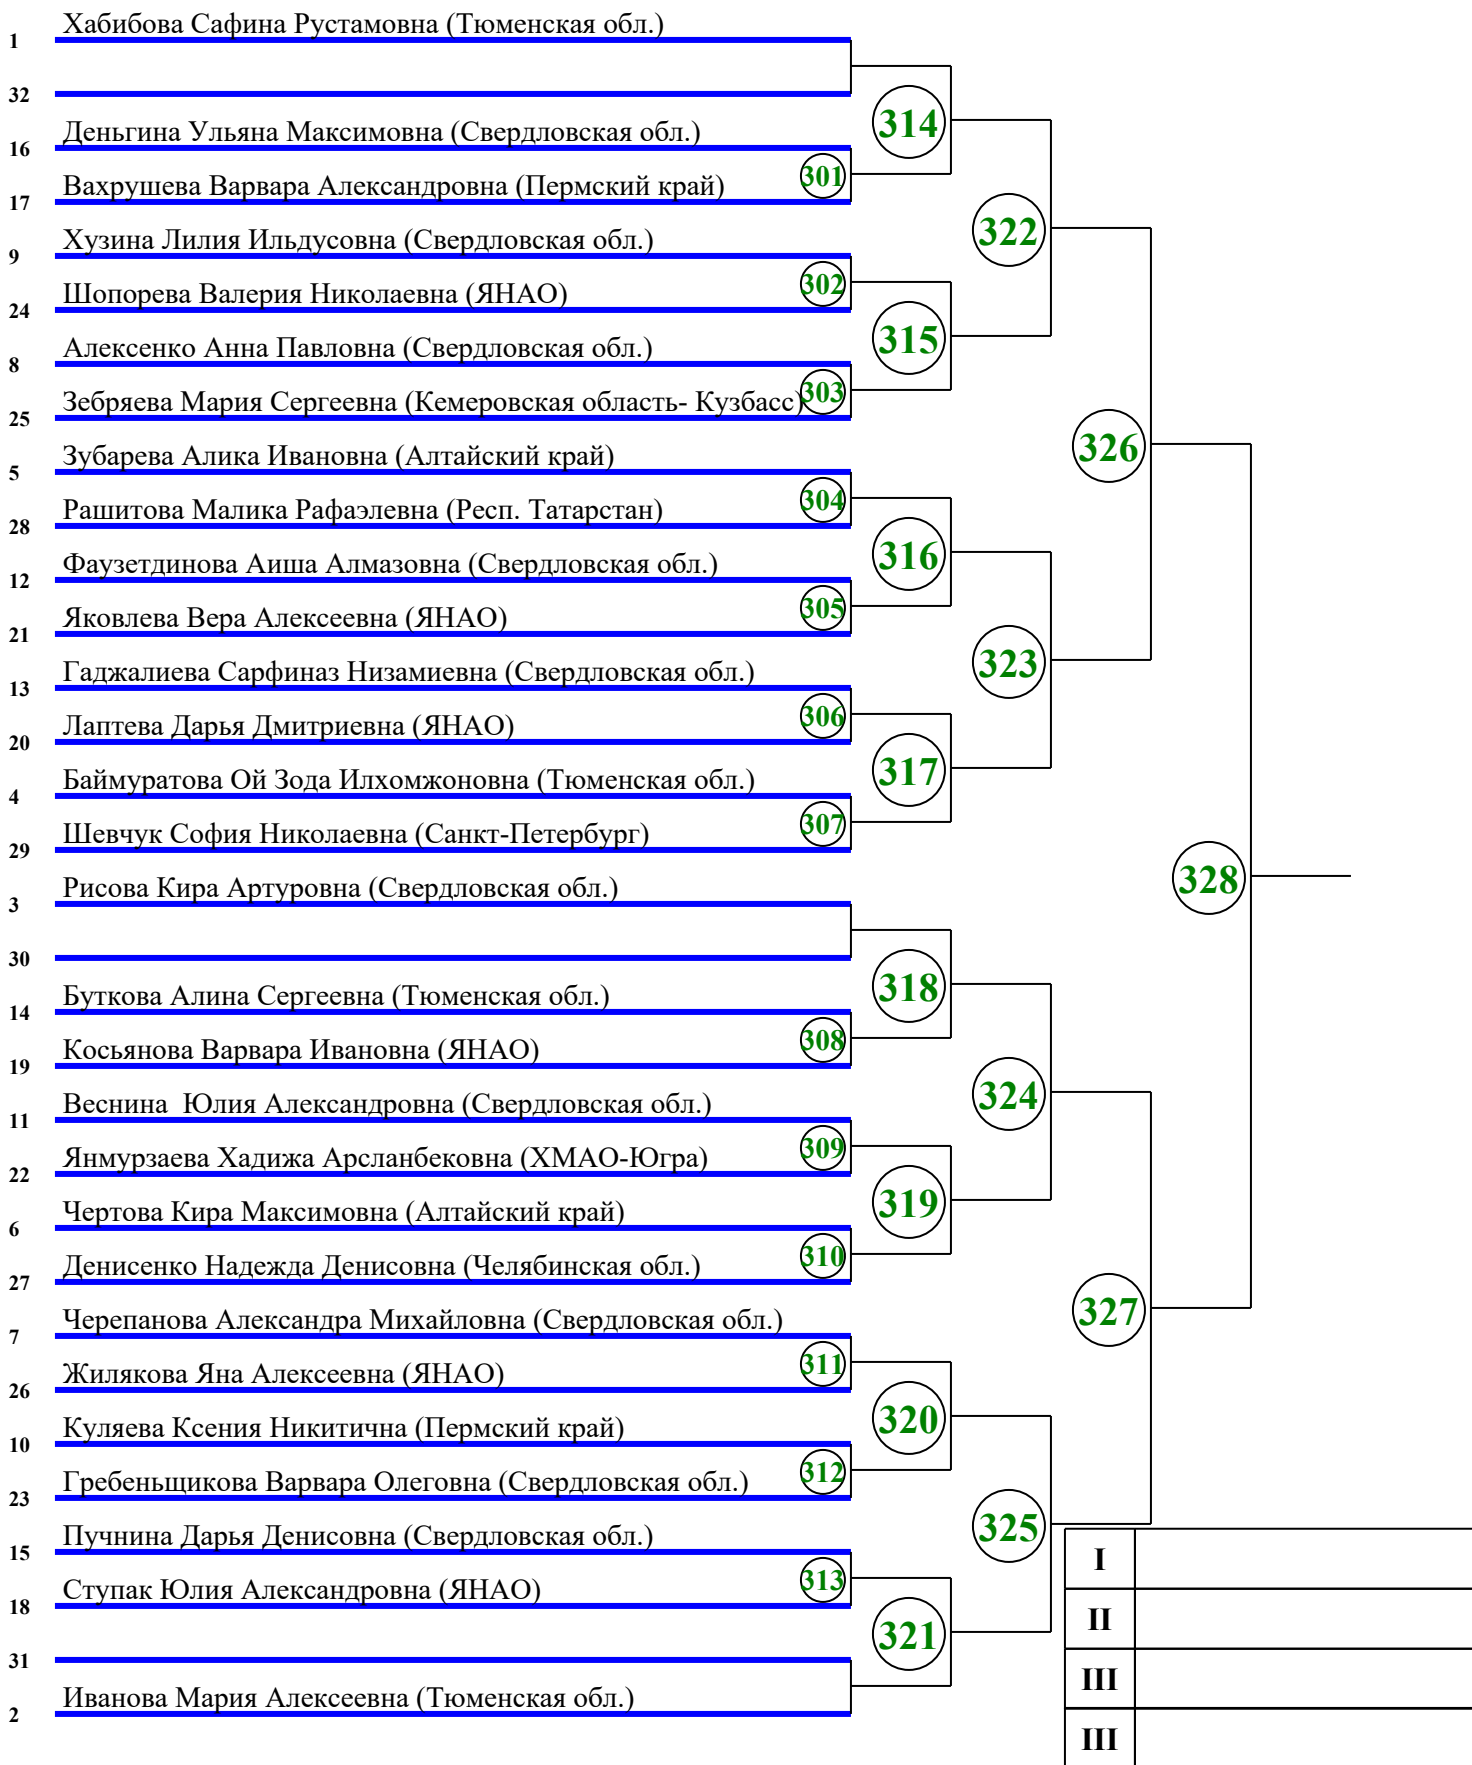 Хабибова Сафина Рустамовна (Тюменская обл.)
1
32
314
Деньгина Ульяна Максимовна (Свердловская обл.)
16
301
Вахрушева Варвара Александровна (Пермский край)
17
322
Хузина Лилия Ильдусовна (Свердловская обл.)
9
302
Шопорева Валерия Николаевна (ЯНАО)
24
315
Алексенко Анна Павловна (Свердловская обл.)
8
303
Зебряева Мария Сергеевна (Кемеровская область- Кузбасс)
25
326
Зубарева Алика Ивановна (Алтайский край)
5
304
Рашитова Малика Рафаэлевна (Респ. Татарстан)
28
316
Фаузетдинова Аиша Алмазовна (Свердловская обл.)
12
305
Яковлева Вера Алексеевна (ЯНАО)
21
323
Гаджалиева Сарфиназ Низамиевна (Свердловская обл.)
13
306
Лаптева Дарья Дмитриевна (ЯНАО)
20
317
Баймуратова Ой Зода Илхомжоновна (Тюменская обл.)
4
307
Шевчук София Николаевна (Санкт-Петербург)
29
328
Рисова Кира Артуровна (Свердловская обл.)
3
30
318
Буткова Алина Сергеевна (Тюменская обл.)
14
308
Косьянова Варвара Ивановна (ЯНАО)
19
324
Веснина  Юлия Александровна (Свердловская обл.)
11
309
Янмурзаева Хадижа Арсланбековна (ХМАО-Югра)
22
319
Чертова Кира Максимовна (Алтайский край)
6
310
Денисенко Надежда Денисовна (Челябинская обл.)
27
327
Черепанова Александра Михайловна (Свердловская обл.)
7
311
Жилякова Яна Алексеевна (ЯНАО)
26
320
Куляева Ксения Никитична (Пермский край)
10
312
Гребеньщикова Варвара Олеговна (Свердловская обл.)
23
325
Пучнина Дарья Денисовна (Свердловская обл.)
15
I
313
Ступак Юлия Александровна (ЯНАО)
18
II
321
31
III
Иванова Мария Алексеевна (Тюменская обл.)
2
III